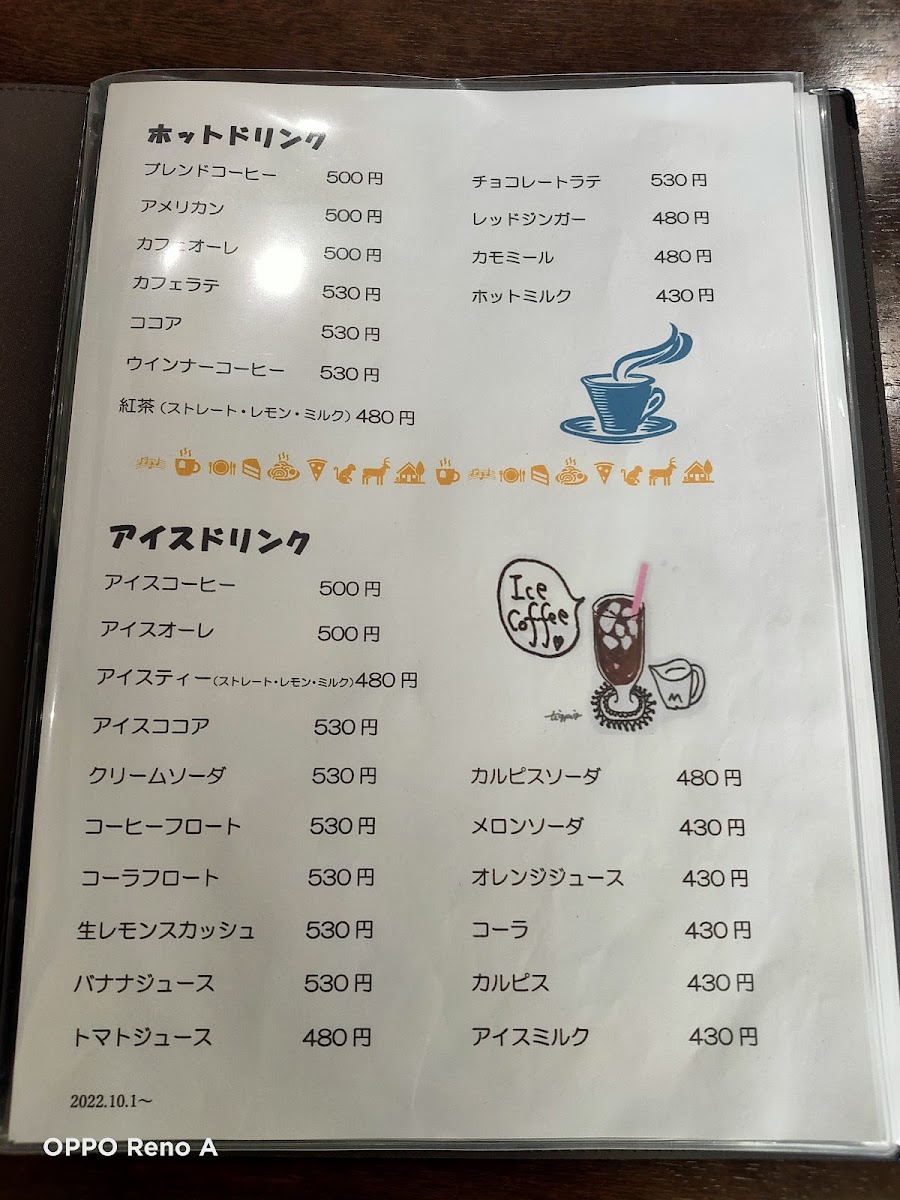 ホットドリンク
ブレンドコーヒー 500円
アメリカン 500円
カフェオーレ 500円
カフェラテ 530円
ココア 530円
ウインナーコーヒー 530円
紅茶(ストレート・レモン・ミルク) 480円
チョコレートラテ 530円
レッドジンガー 480円
カモミール 480円
ホットミルク 430円
アイスドリンク
アイスコーヒー 500円
アイスオーレ 500円
アイスティー(ストレート・レモン・ミルク) 480円
アイスココア 530円
クリームソーダ 530円
コーヒーフロート 530円
コーラフロート 530円
生レモンスカッシュ 530円
バナナジュース 530円
トマトジュース 480円
Ice
Coffee
M
カルピスソーダ 480円
メロンソーダ 430円
オレンジジュース 430円
コーラ 430円
カルピス 430円
アイスミルク 430円
2022.10.1～
OPPO Reno A